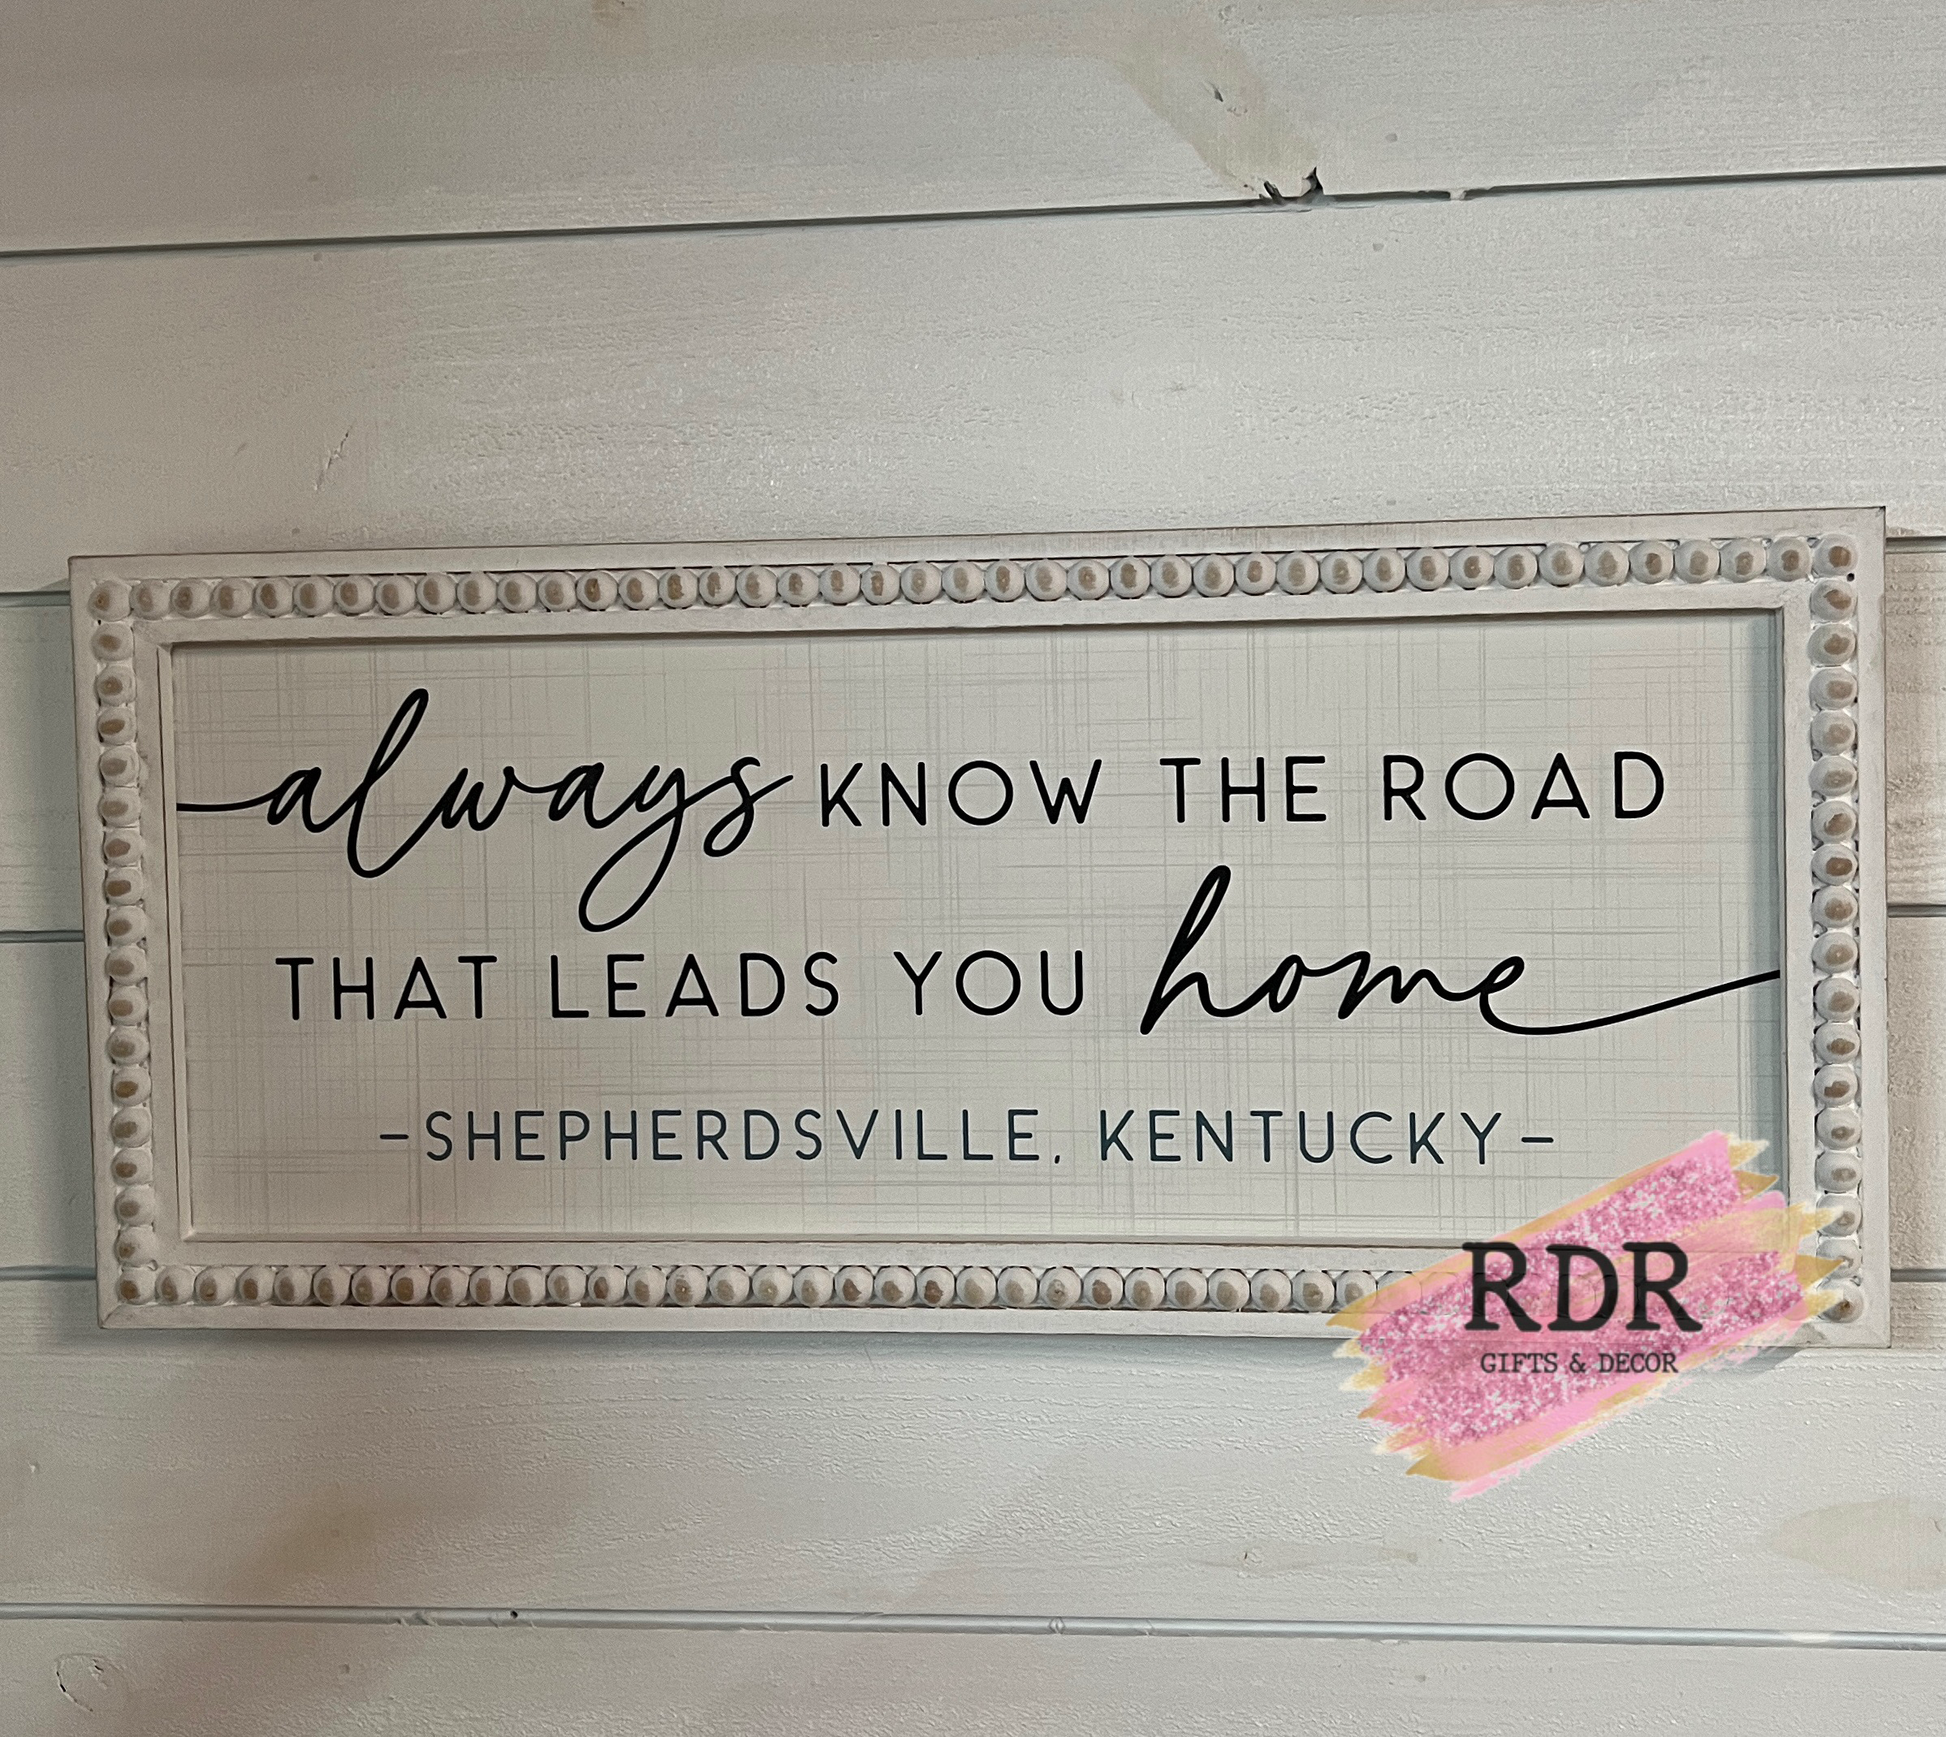 always KNOW THE ROAD
THAT LEADS YOU home
-SHEPHERDSVILLE, KENTUCKY-
RDR
GIFTS & DECOR